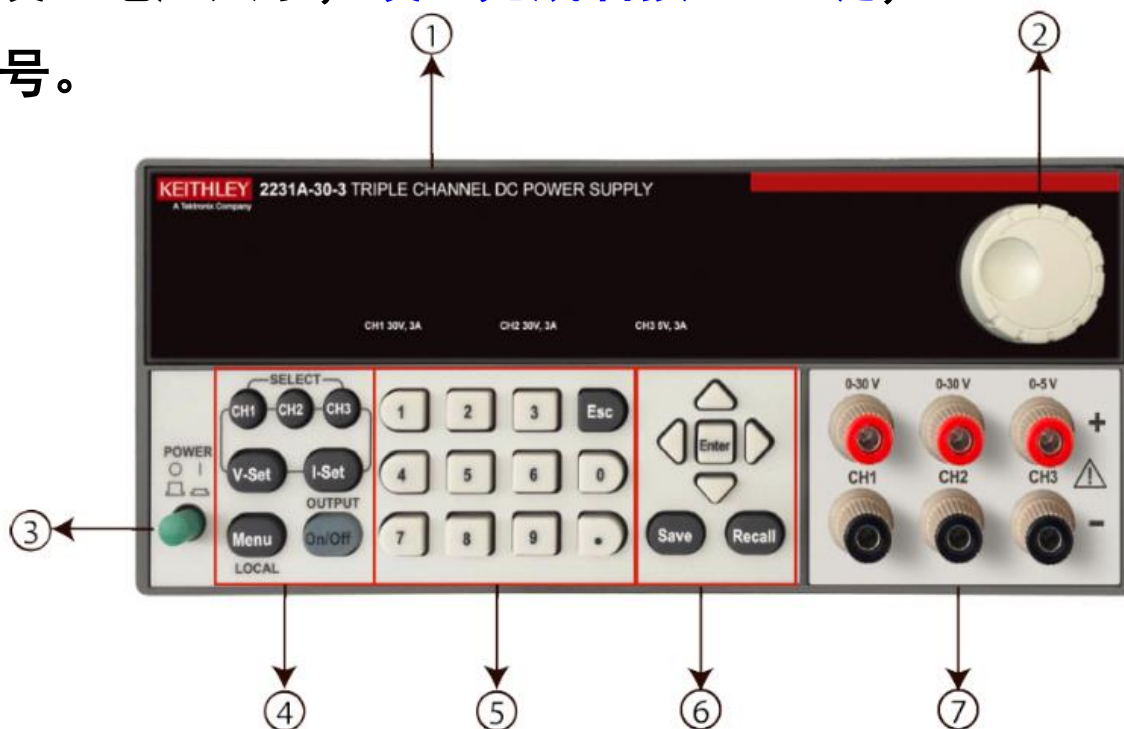 号。
① ②
KEITHLEY 2231A-30-3 TRIPLE CHANNEL DC POWER SUPPLY
A Tektronix Company
CH1 30V, 3A CH2 30V, 3A CH3 5V, 3A
SELECT
CH1 CH2 CH3
V-Set I-Set
POWER
O I
OUTPUT
Menu On/Off
LOCAL
1 2 3 Esc
4 5 6 0
7 8 9 .
Enter
Save Recall
0-30 V 0-30 V 0-5 V
+
CH1 CH2 CH3
-
③
④ ⑤ ⑥ ⑦